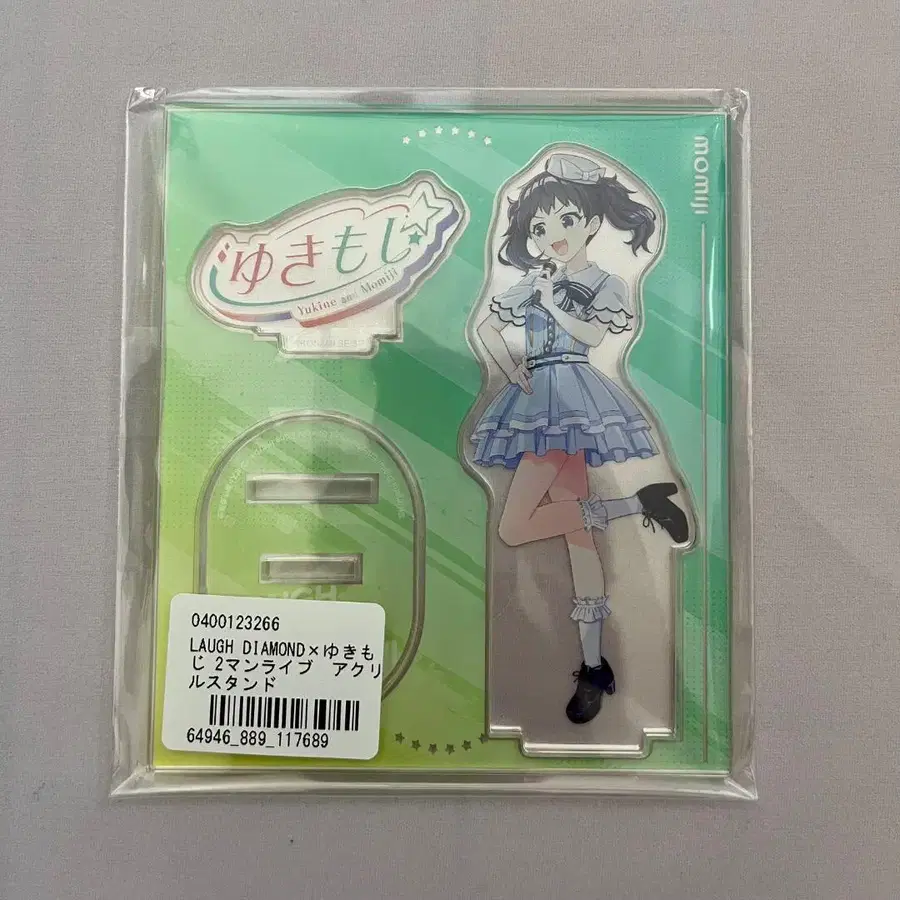 momiji
ゆきもじ
Yukine and Momiji
0400123266
LAUGH DIAMOND×ゆきも
じ 2マンライブ　アクリ
ルスタンド
64946_889_117689